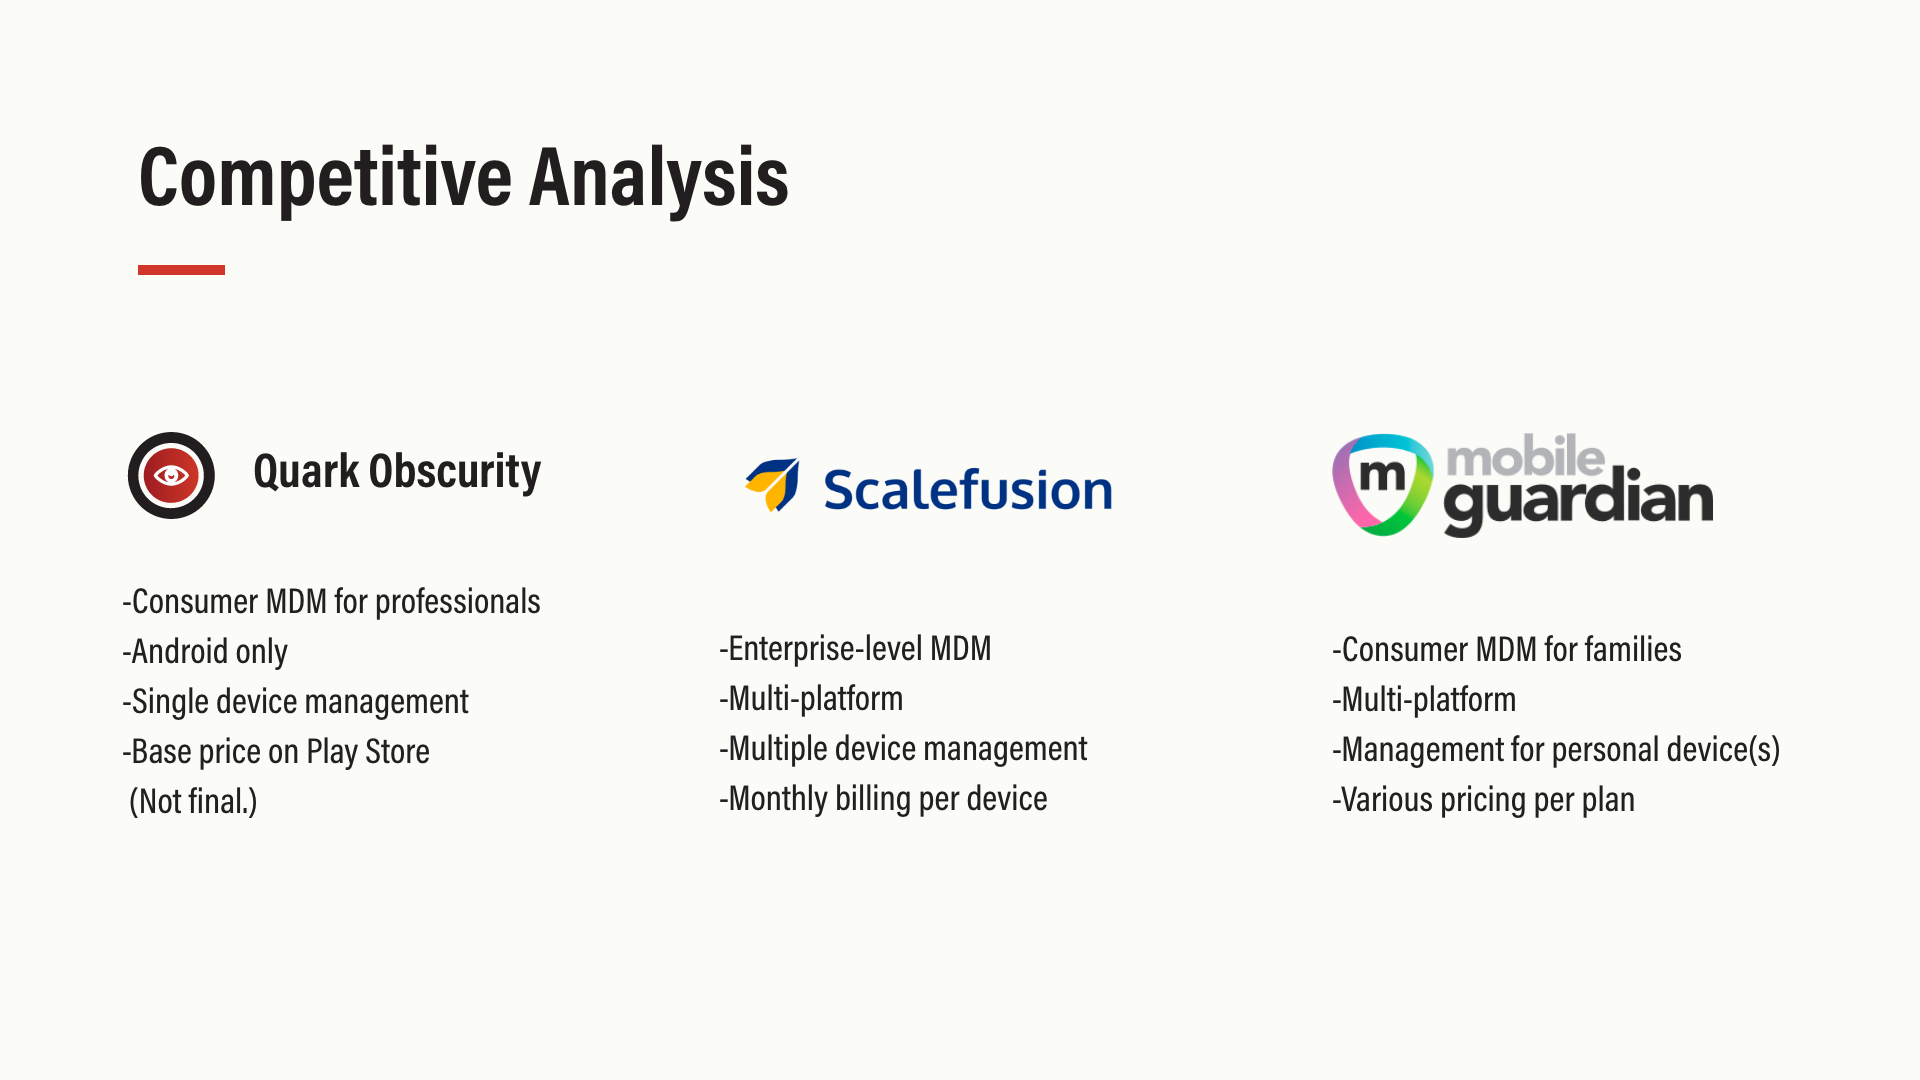 Competitive Analysis
Quark Obscurity
-Consumer MDM for professionals
-Android only
-Single device management
-Base price on Play Store
(Not final.)
Scalefusion
-Enterprise-level MDM
-Multi-platform
-Multiple device management
-Monthly billing per device
m
mobile
guardian
-Consumer MDM for families
-Multi-platform
-Management for personal device(s)
-Various pricing per plan